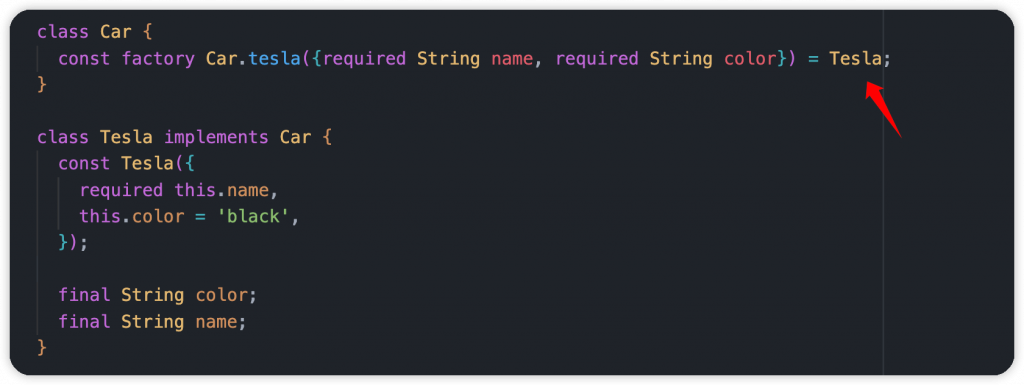 class Car {
  const factory Car.tesla({required String name, required String color}) = Tesla;
}

class Tesla implements Car {
  const Tesla({
    required this.name,
    this.color = 'black',
  });

  final String color;
  final String name;
}